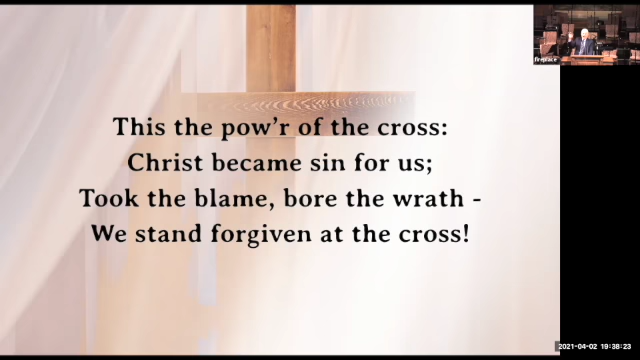 fireplace
This the pow'r of the cross:
Christ became sin for us;
Took the blame, bore the wrath -
We stand forgiven at the cross!
2021-04-02 19:38:23